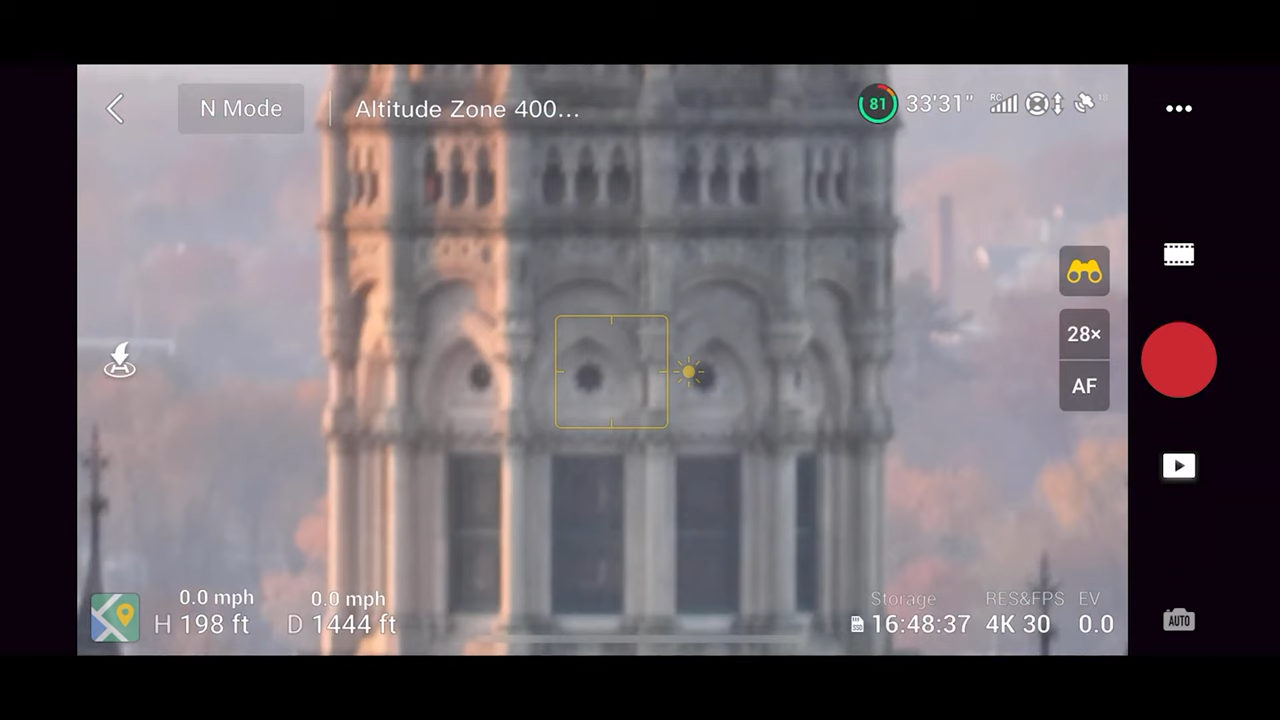 N Mode
Altitude Zone 400...
81
33'31"
RC
28×
AF
0.0 mph
0.0 mph
H 198 ft
D 1444 ft
Storage
RES&FPS
EV
SSD
16:48:37
4K 30
0.0
AUTO